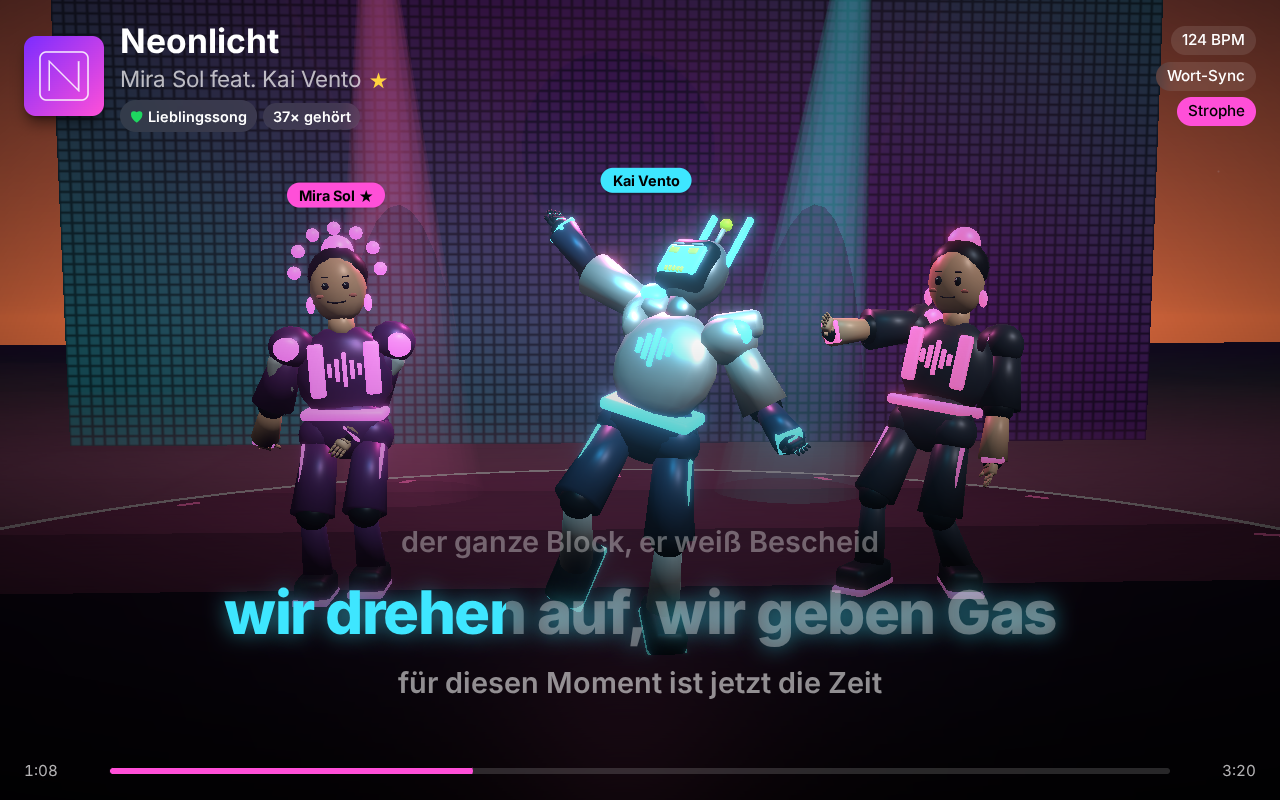 N
Neonlicht
Mira Sol feat. Kai Vento ★
Lieblingssong
37× gehört
124 BPM
Wort-Sync
Strophe
Kai Vento
Mira Sol ★
der ganze Block, er weiß Bescheid
wir drehen auf, wir geben Gas
für diesen Moment ist jetzt die Zeit
1:08
3:20